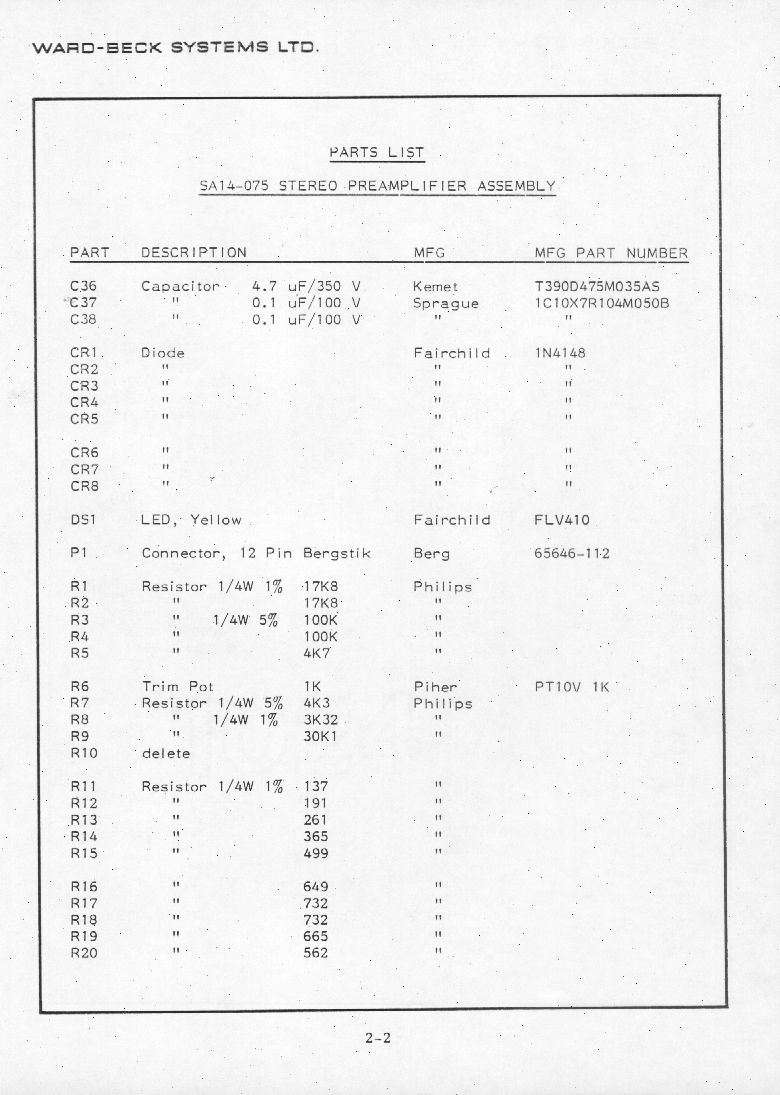 WARD-BECK SYSTEMS LTD.
PARTS LIST
SA14-075 STEREO PREAMPLIFIER ASSEMBLY
PART DESCRIPTION MFG MFG PART NUMBER
C36 Capacitor 4.7 uF/350 V Kemet T390D475M035AS
C37 " 0.1 uF/100 V Sprague 1C10X7R104M050B
C38 " 0.1 uF/100 V " "
CR1 Diode Fairchild 1N4148
CR2 " " "
CR3 " " "
CR4 " " "
CR5 " " "
CR6 " " "
CR7 " " "
CR8 " " "
DS1 LED, Yellow Fairchild FLV410
P1 Connector, 12 Pin Bergstik Berg 65646-112
R1 Resistor 1/4W 1% 17K8 Philips
R2 " 17K8 "
R3 " 1/4W 5% 100K "
R4 " 100K "
R5 " 4K7 "
R6 Trim Pot 1K Piher PT10V 1K
R7 Resistor 1/4W 5% 4K3 Philips
R8 " 1/4W 1% 3K32 "
R9 " 30K1 "
R10 delete
R11 Resistor 1/4W 1% 137 "
R12 " 191 "
R13 " 261 "
R14 " 365 "
R15 " 499 "
R16 " 649 "
R17 " 732 "
R18 " 732 "
R19 " 665 "
R20 " 562 "
2-2